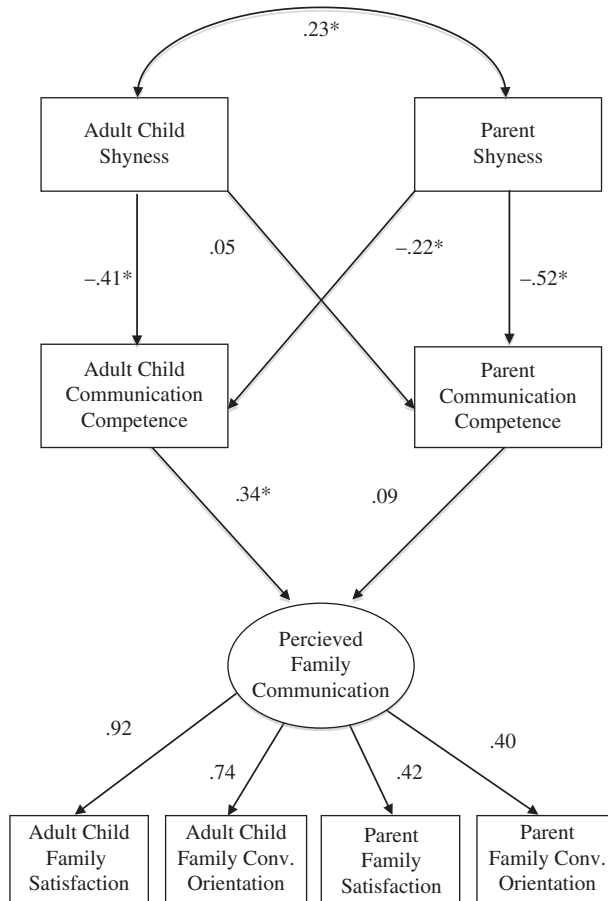 .23*
Adult Child
Shyness
Parent
Shyness
.05
–.22*
–.41*
–.52*
Adult Child
Communication
Competence
Parent
Communication
Competence
.34*
.09
Percieved
Family
Communication
.92
.74
.42
.40
Adult Child
Family
Satisfaction
Adult Child
Family Conv.
Orientation
Parent
Family
Satisfaction
Parent
Family Conv.
Orientation